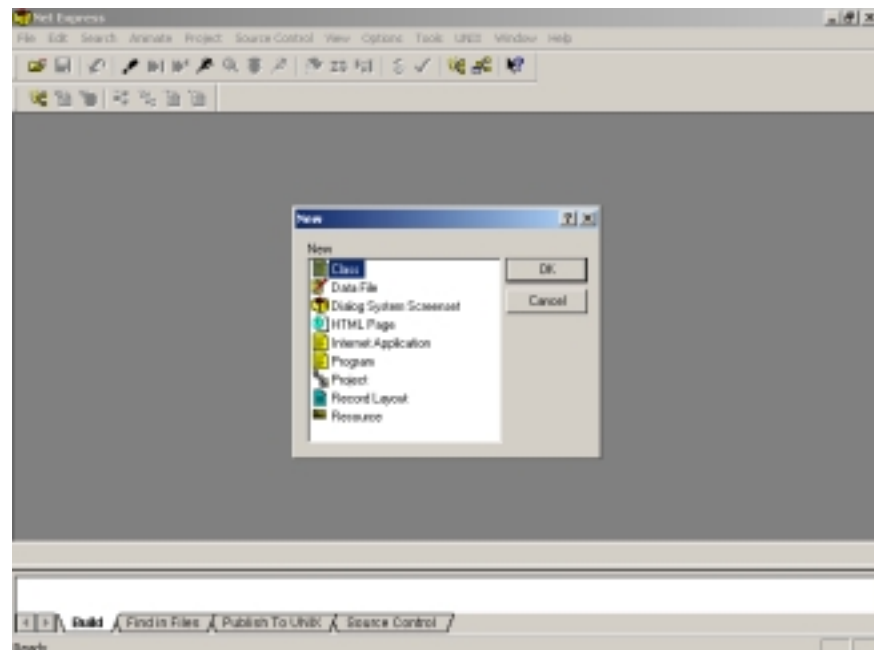 Net Express
File Edit Search Animate Project Source Control View Options Tools UNIX Window Help
New
New
Class
OK
Data File
Dialog System Screenset
Cancel
HTML Page
Internet Application
Program
Project
Record Layout
Resource
Build Find in Files Publish To UNIX Source Control
Ready